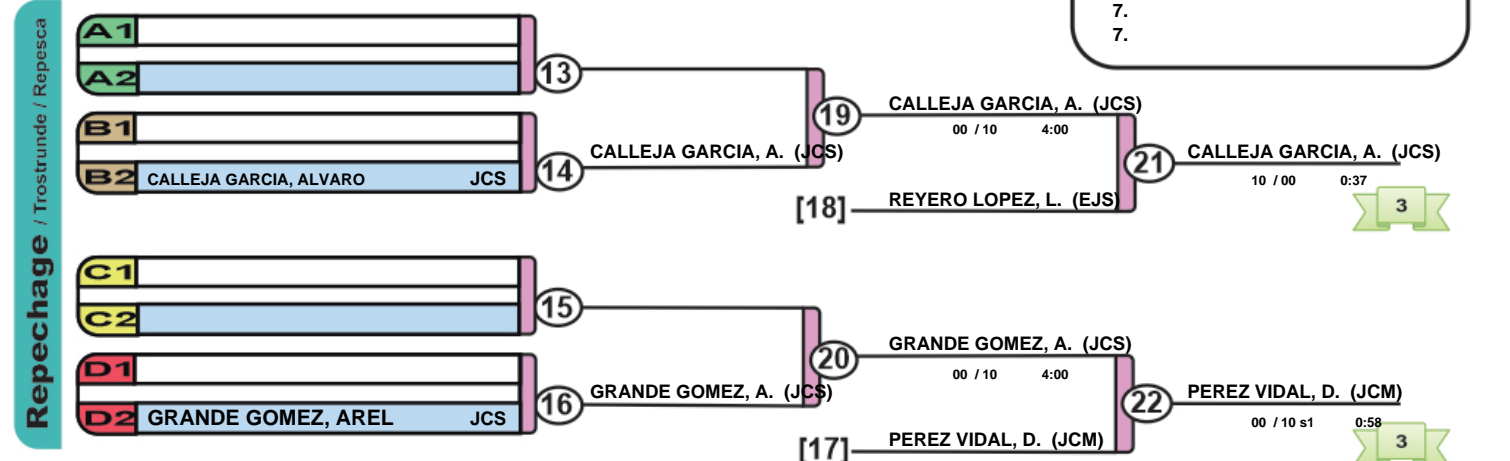 Repechage / Trostrunde / Repesca
7.
7.
A1
A2
13
B1
B2 CALLEJA GARCIA, ALVARO JCS
14
CALLEJA GARCIA, A. (JCS)
19
CALLEJA GARCIA, A. (JCS)
00 / 10 4:00
[18]
REYERO LOPEZ, L. (EJS)
21
CALLEJA GARCIA, A. (JCS)
10 / 00 0:37
3
C1
C2
15
D1
D2 GRANDE GOMEZ, AREL JCS
16
GRANDE GOMEZ, A. (JCS)
20
GRANDE GOMEZ, A. (JCS)
00 / 10 4:00
[17]
PEREZ VIDAL, D. (JCM)
22
PEREZ VIDAL, D. (JCM)
00 / 10 s1 0:58
3